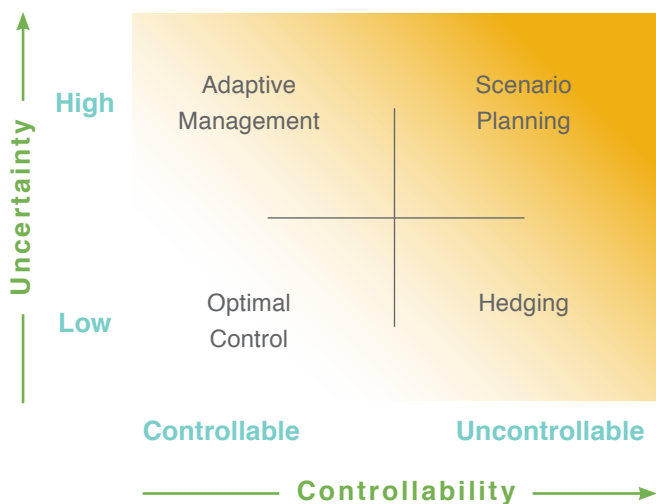 Uncertainty
High
Adaptive
Management
Scenario
Planning
Low
Optimal
Control
Hedging
Controllable
Uncontrollable
Controllability